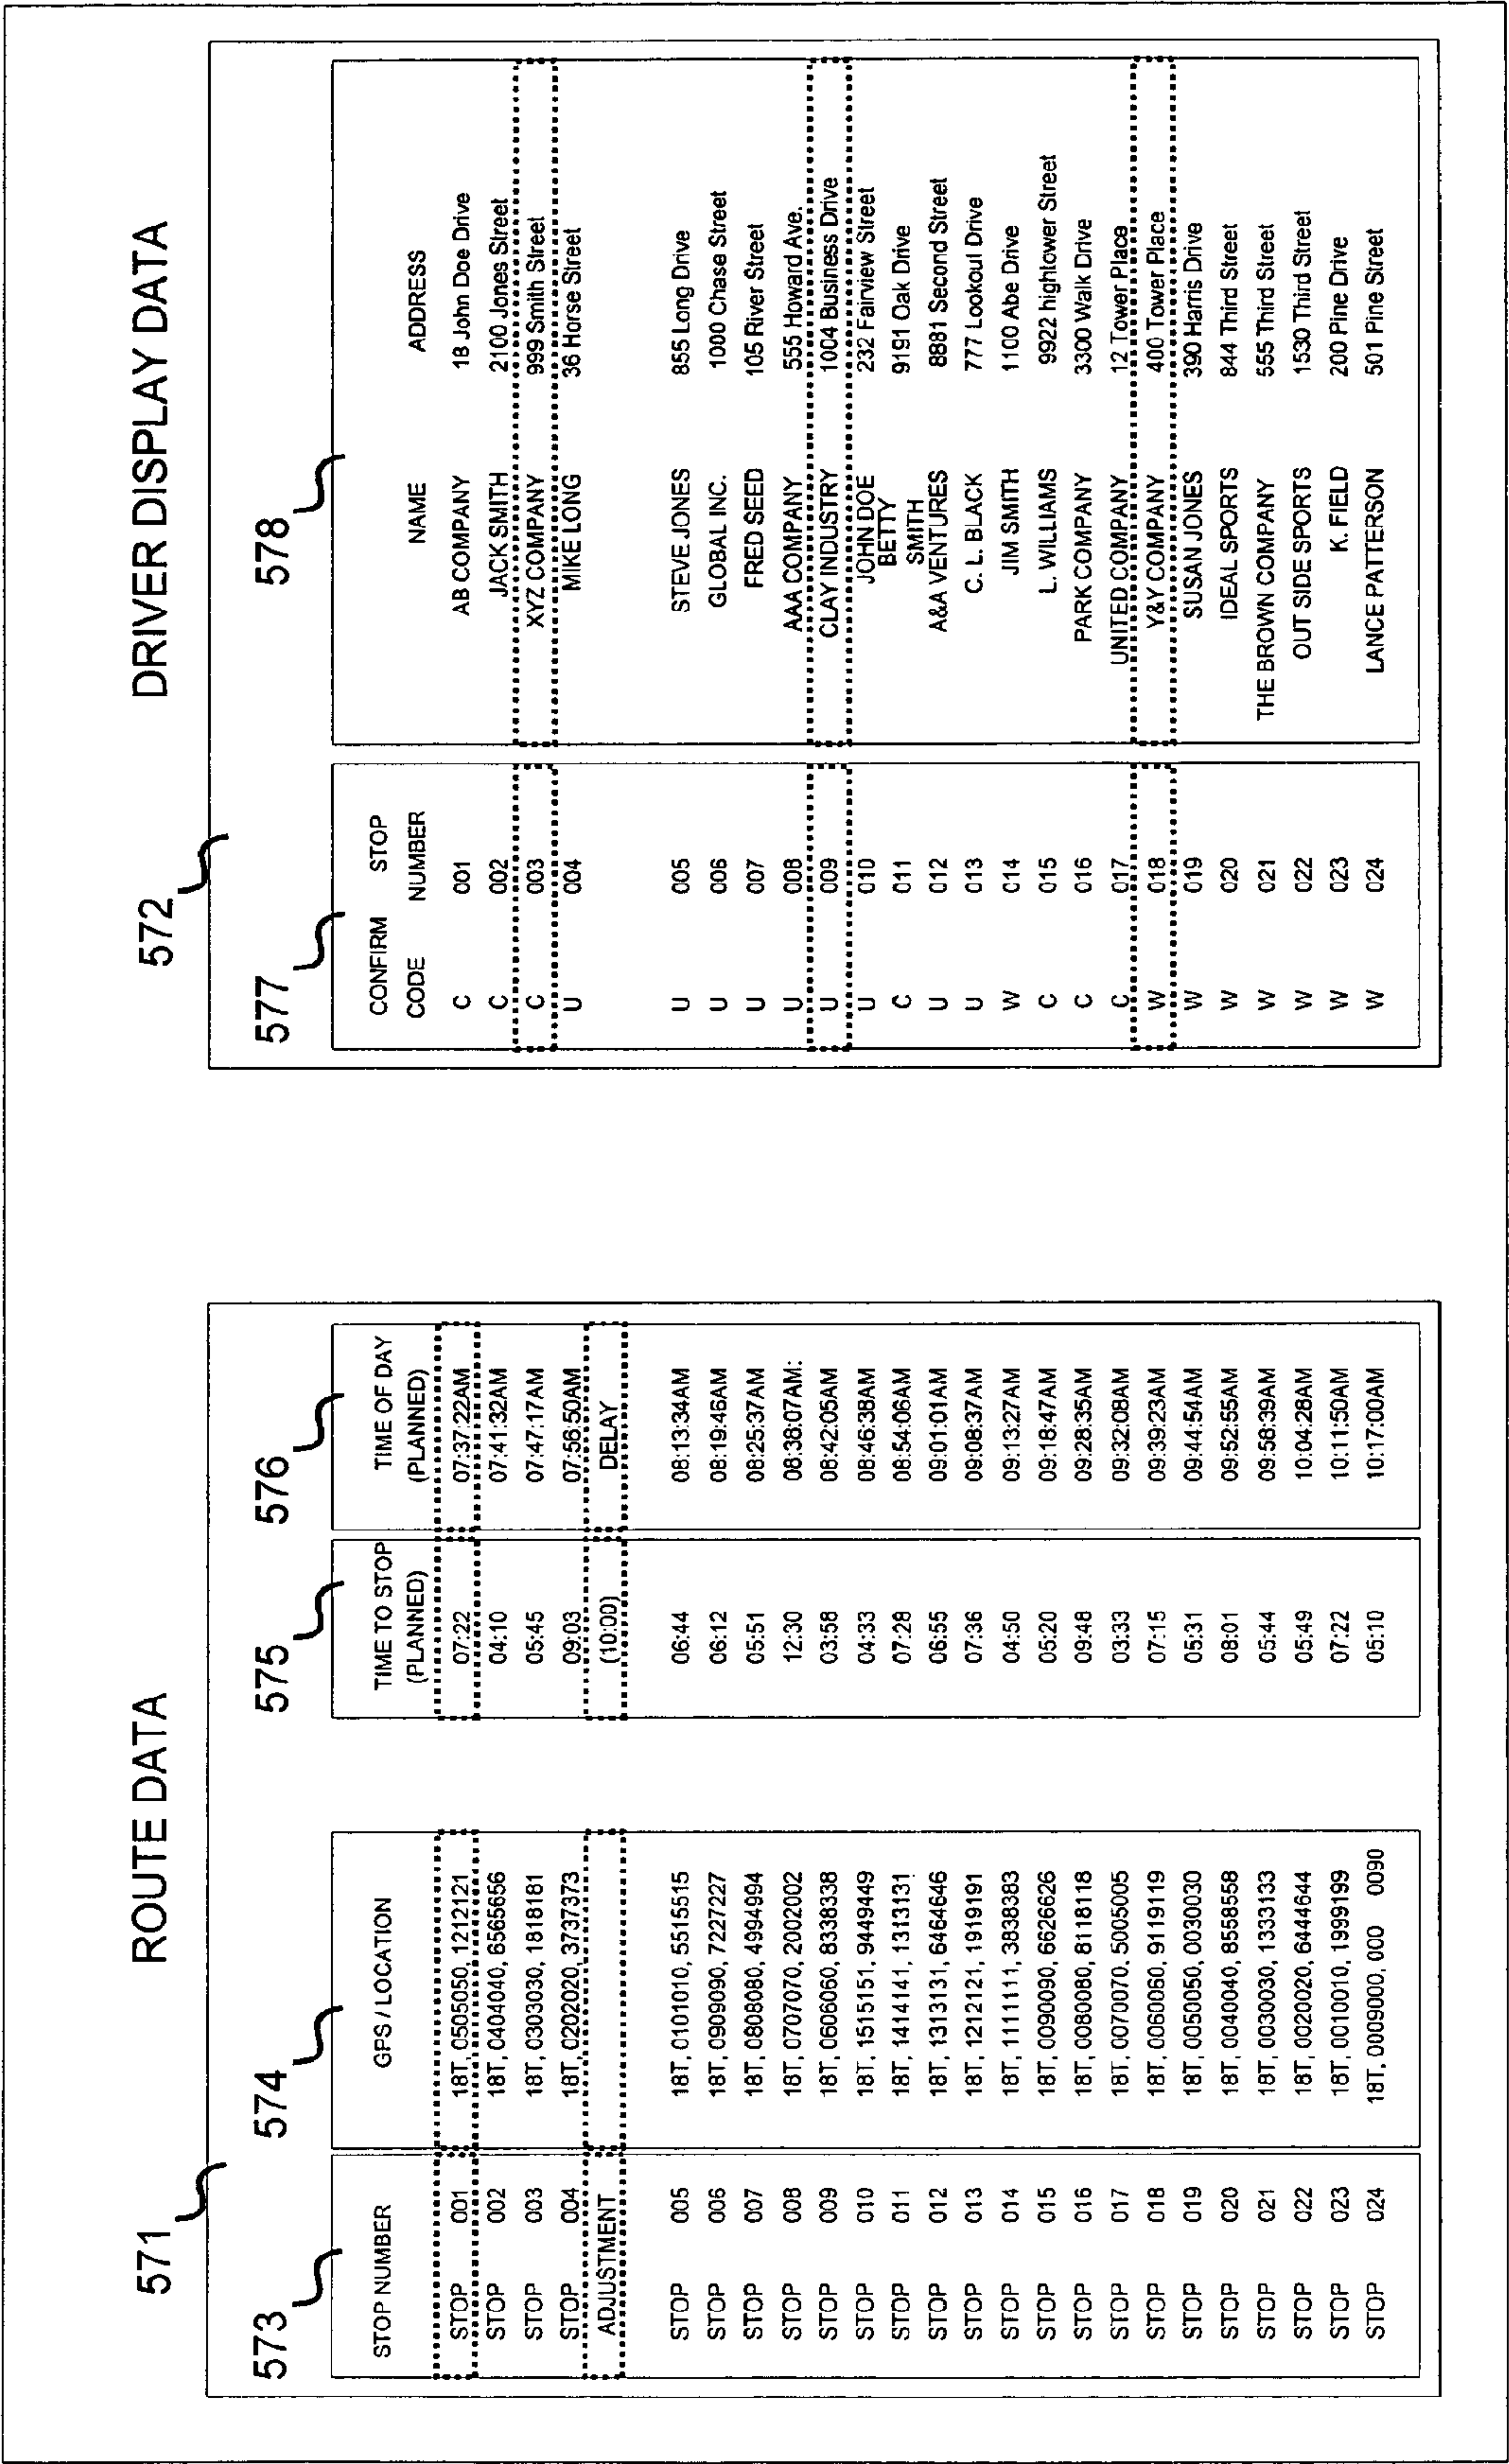 ROUTE DATA
571
573
574
575
576
STOP NUMBER GPS / LOCATION TIME TO STOP (PLANNED) TIME OF DAY (PLANNED)
STOP 001 18T, 0505050, 1212121 07:22 07:37:22AM
STOP 002 18T, 0404040, 6565656 04:10 07:41:32AM
STOP 003 18T, 0303030, 1818181 05:45 07:47:17AM
STOP 004 18T, 0202020, 3737373 09:03 07:56:50AM
ADJUSTMENT (10:00) DELAY
STOP 005 18T, 0101010, 5515515 06:44 08:13:34AM
STOP 006 18T, 0909090, 7227227 06:12 08:19:46AM
STOP 007 18T, 0808080, 4994994 05:51 08:25:37AM
STOP 008 18T, 0707070, 2002002 12:30 08:38:07AM:
STOP 009 18T, 0606060, 8338338 03:58 08:42:05AM
STOP 010 18T, 1515151, 9449449 04:33 08:46:38AM
STOP 011 18T, 1414141, 1313131 07:28 08:54:06AM
STOP 012 18T, 1313131, 6464646 06:55 09:01:01AM
STOP 013 18T, 1212121, 1919191 07:36 09:08:37AM
STOP 014 18T, 1111111, 3838383 04:50 09:13:27AM
STOP 015 18T, 0090090, 6626626 05:20 09:18:47AM
STOP 016 18T, 0080080, 8118118 09:48 09:28:35AM
STOP 017 18T, 0070070, 5005005 03:33 09:32:08AM
STOP 018 18T, 0060060, 9119119 07:15 09:39:23AM
STOP 019 18T, 0050050, 0030030 05:31 09:44:54AM
STOP 020 18T, 0040040, 8558558 08:01 09:52:55AM
STOP 021 18T, 0030030, 1333133 05:44 09:58:39AM
STOP 022 18T, 0020020, 6444644 05:49 10:04:28AM
STOP 023 18T, 0010010, 1999199 07:22 10:11:50AM
STOP 024 18T, 0009000, 000 0090 05:10 10:17:00AM
DRIVER DISPLAY DATA
572
577
578
CONFIRM CODE STOP NUMBER NAME ADDRESS
C 001 AB COMPANY 18 John Doe Drive
C 002 JACK SMITH 2100 Jones Street
C 003 XYZ COMPANY 999 Smith Street
U 004 MIKE LONG 36 Horse Street
U 005 STEVE JONES 855 Long Drive
U 006 GLOBAL INC. 1000 Chase Street
U 007 FRED SEED 105 River Street
U 008 AAA COMPANY 555 Howard Ave.
U 009 CLAY INDUSTRY 1004 Business Drive
U 010 JOHN DOE 232 Fairview Street
C 011 BETTY SMITH 9191 Oak Drive
U 012 A&A VENTURES 8881 Second Street
U 013 C. L. BLACK 777 Lookoul Drive
W 014 JIM SMITH 1100 Abe Drive
C 015 L. WILLIAMS 9922 hightower Street
C 016 PARK COMPANY 3300 Walk Drive
C 017 UNITED COMPANY 12 Tower Place
W 018 Y&Y COMPANY 400 Tower Place
W 019 SUSAN JONES 390 Harris Drive
W 020 IDEAL SPORTS 844 Third Street
W 021 THE BROWN COMPANY 555 Third Street
W 022 OUT SIDE SPORTS 1530 Third Street
W 023 K. FIELD 200 Pine Drive
W 024 LANCE PATTERSON 501 Pine Street